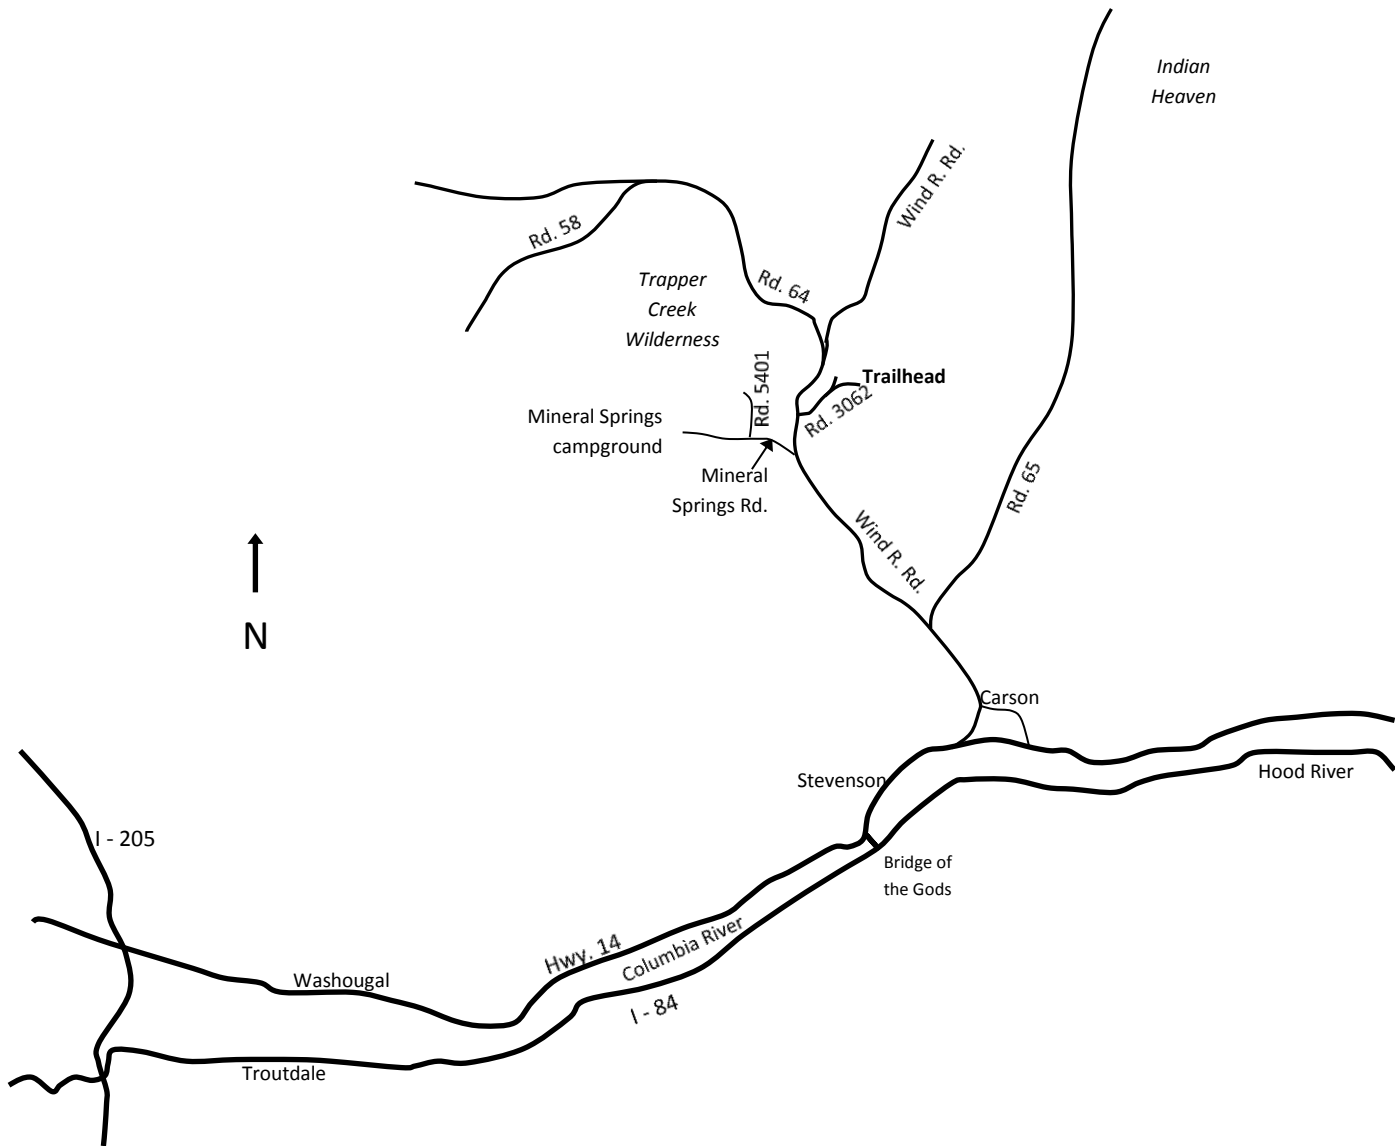 Indian
Heaven
Wind R. Rd.
Rd. 58
Trapper
Creek
Wilderness
Rd. 64
Rd. 5401
Trailhead
Rd. 3062
Mineral Springs
campground
Mineral
Springs Rd.
Rd. 65
Wind R. Rd.
N
Carson
Stevenson
Hood River
I - 205
Bridge of
the Gods
Hwy. 14
Columbia River
Washougal
I - 84
Troutdale